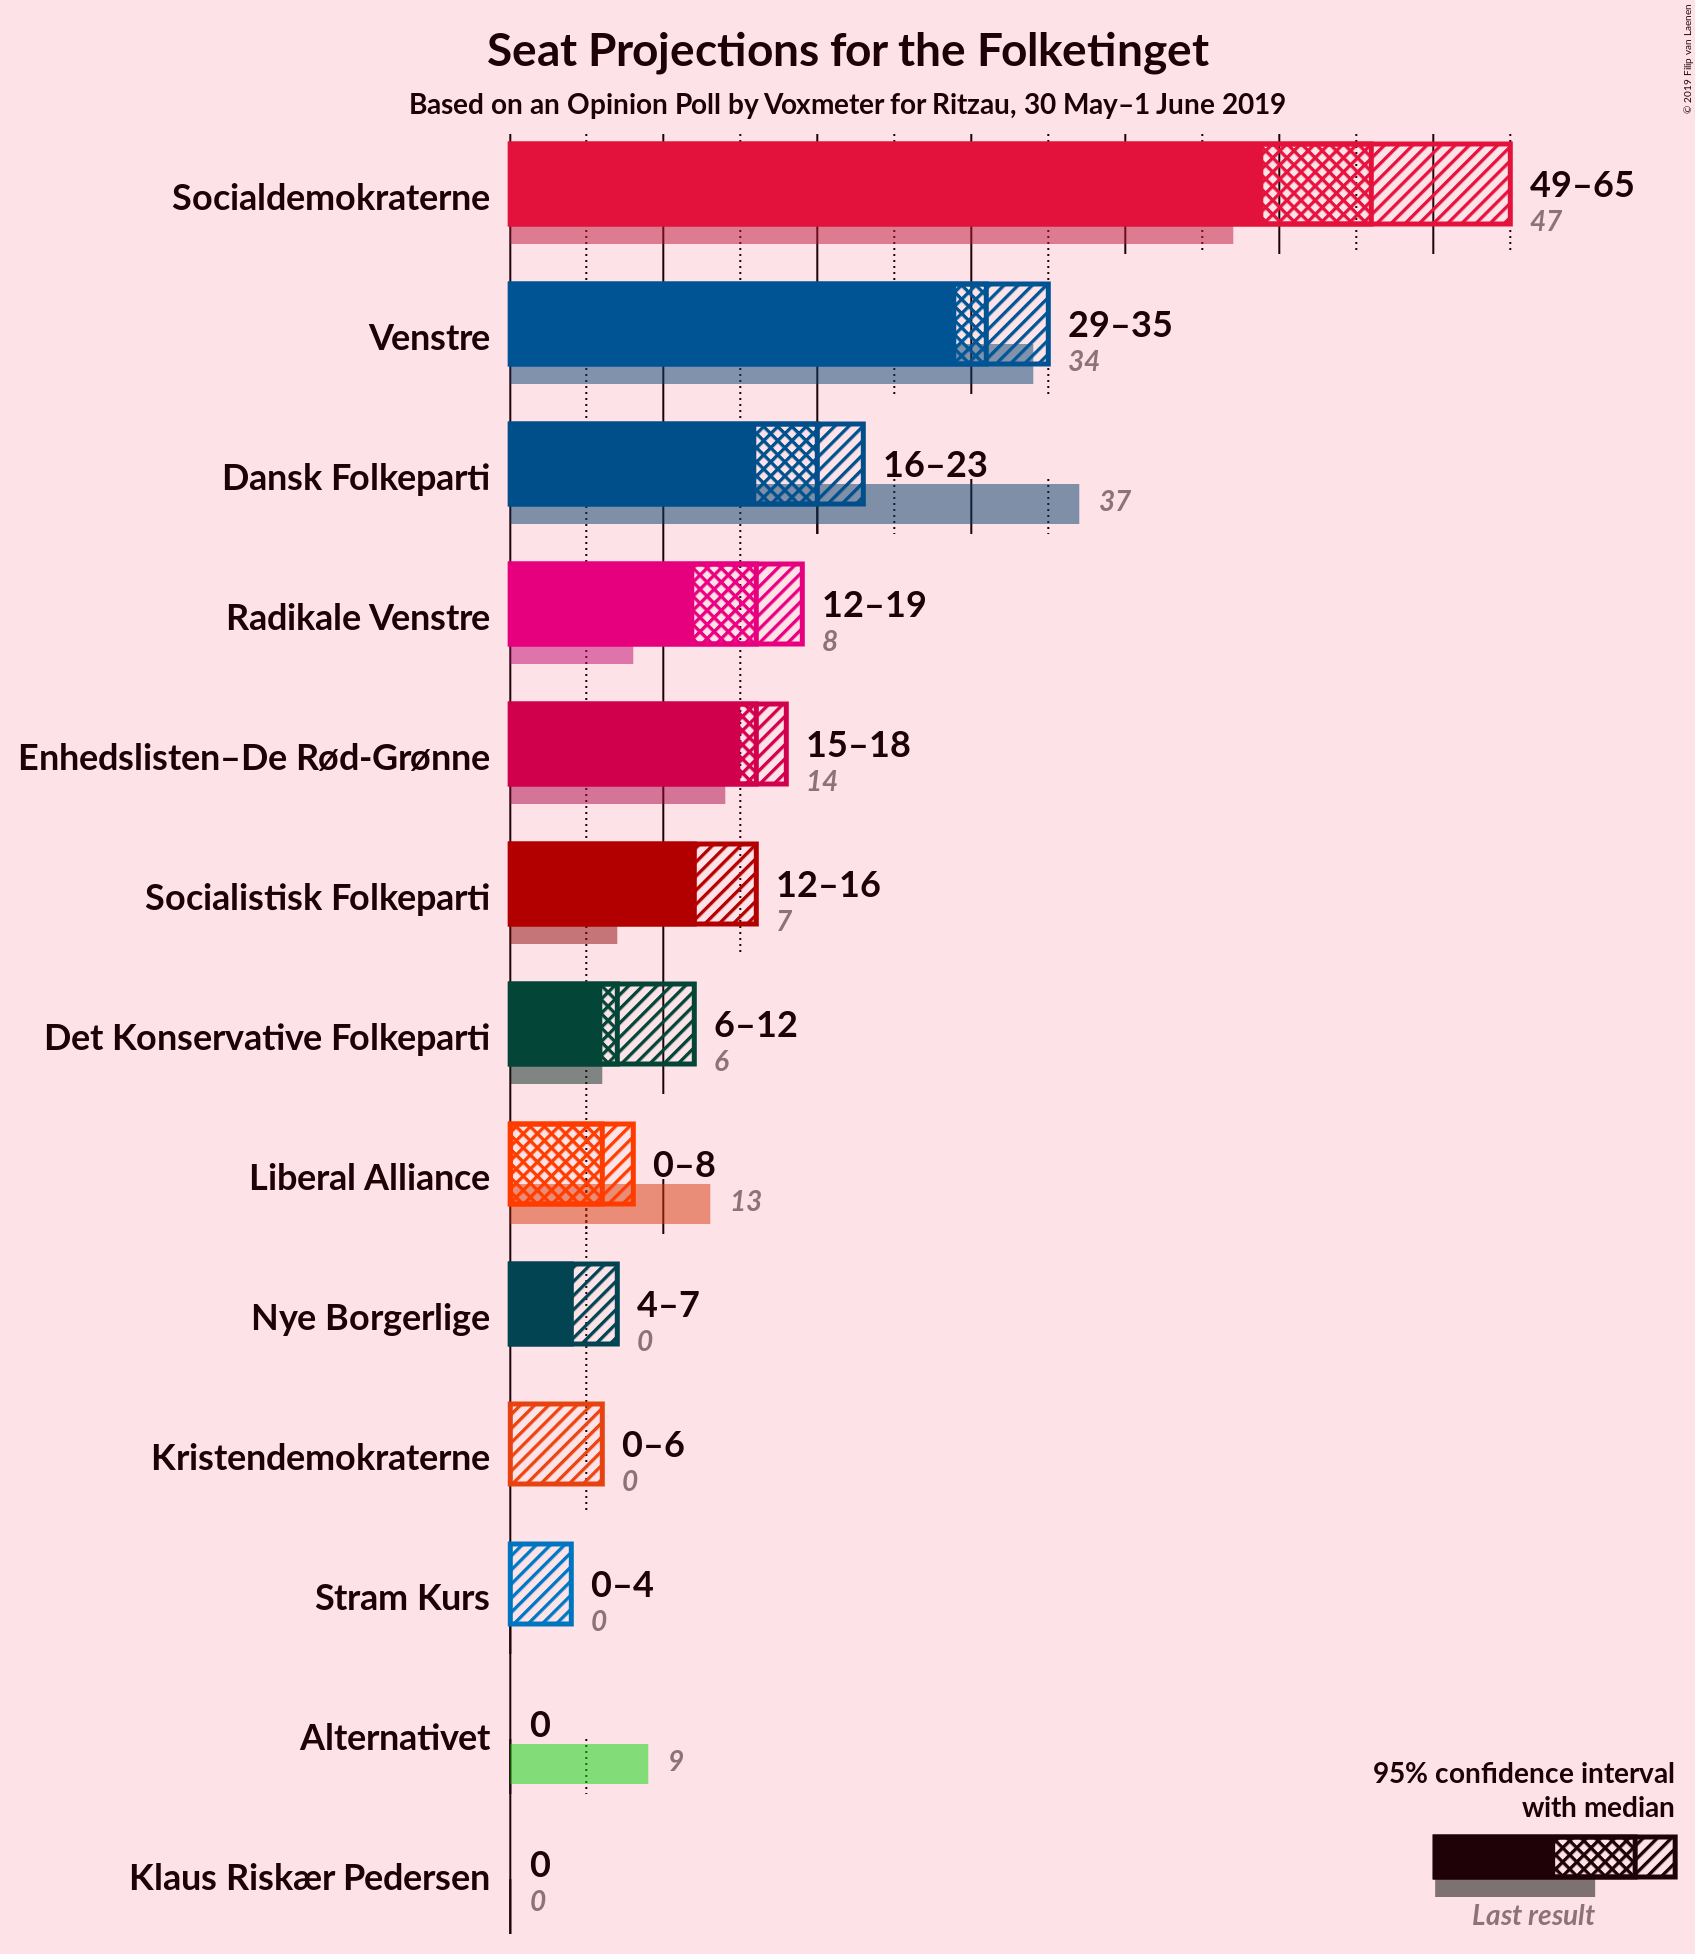 Seat Projections for the Folketinget
Based on an Opinion Poll by Voxmeter for Ritzau, 30 May–1 June 2019
© 2019 Filip van Laenen
Socialdemokraterne
49–65
47
Venstre
29–35
34
Dansk Folkeparti
16–23
37
Radikale Venstre
12–19
8
Enhedslisten–De Rød-Grønne
15–18
14
Socialistisk Folkeparti
12–16
7
Det Konservative Folkeparti
6–12
6
Liberal Alliance
0–8
13
Nye Borgerlige
4–7
0
Kristendemokraterne
0–6
0
Stram Kurs
0–4
0
Alternativet
0
9
Klaus Riskær Pedersen
0
0
95% confidence interval
with median
Last result